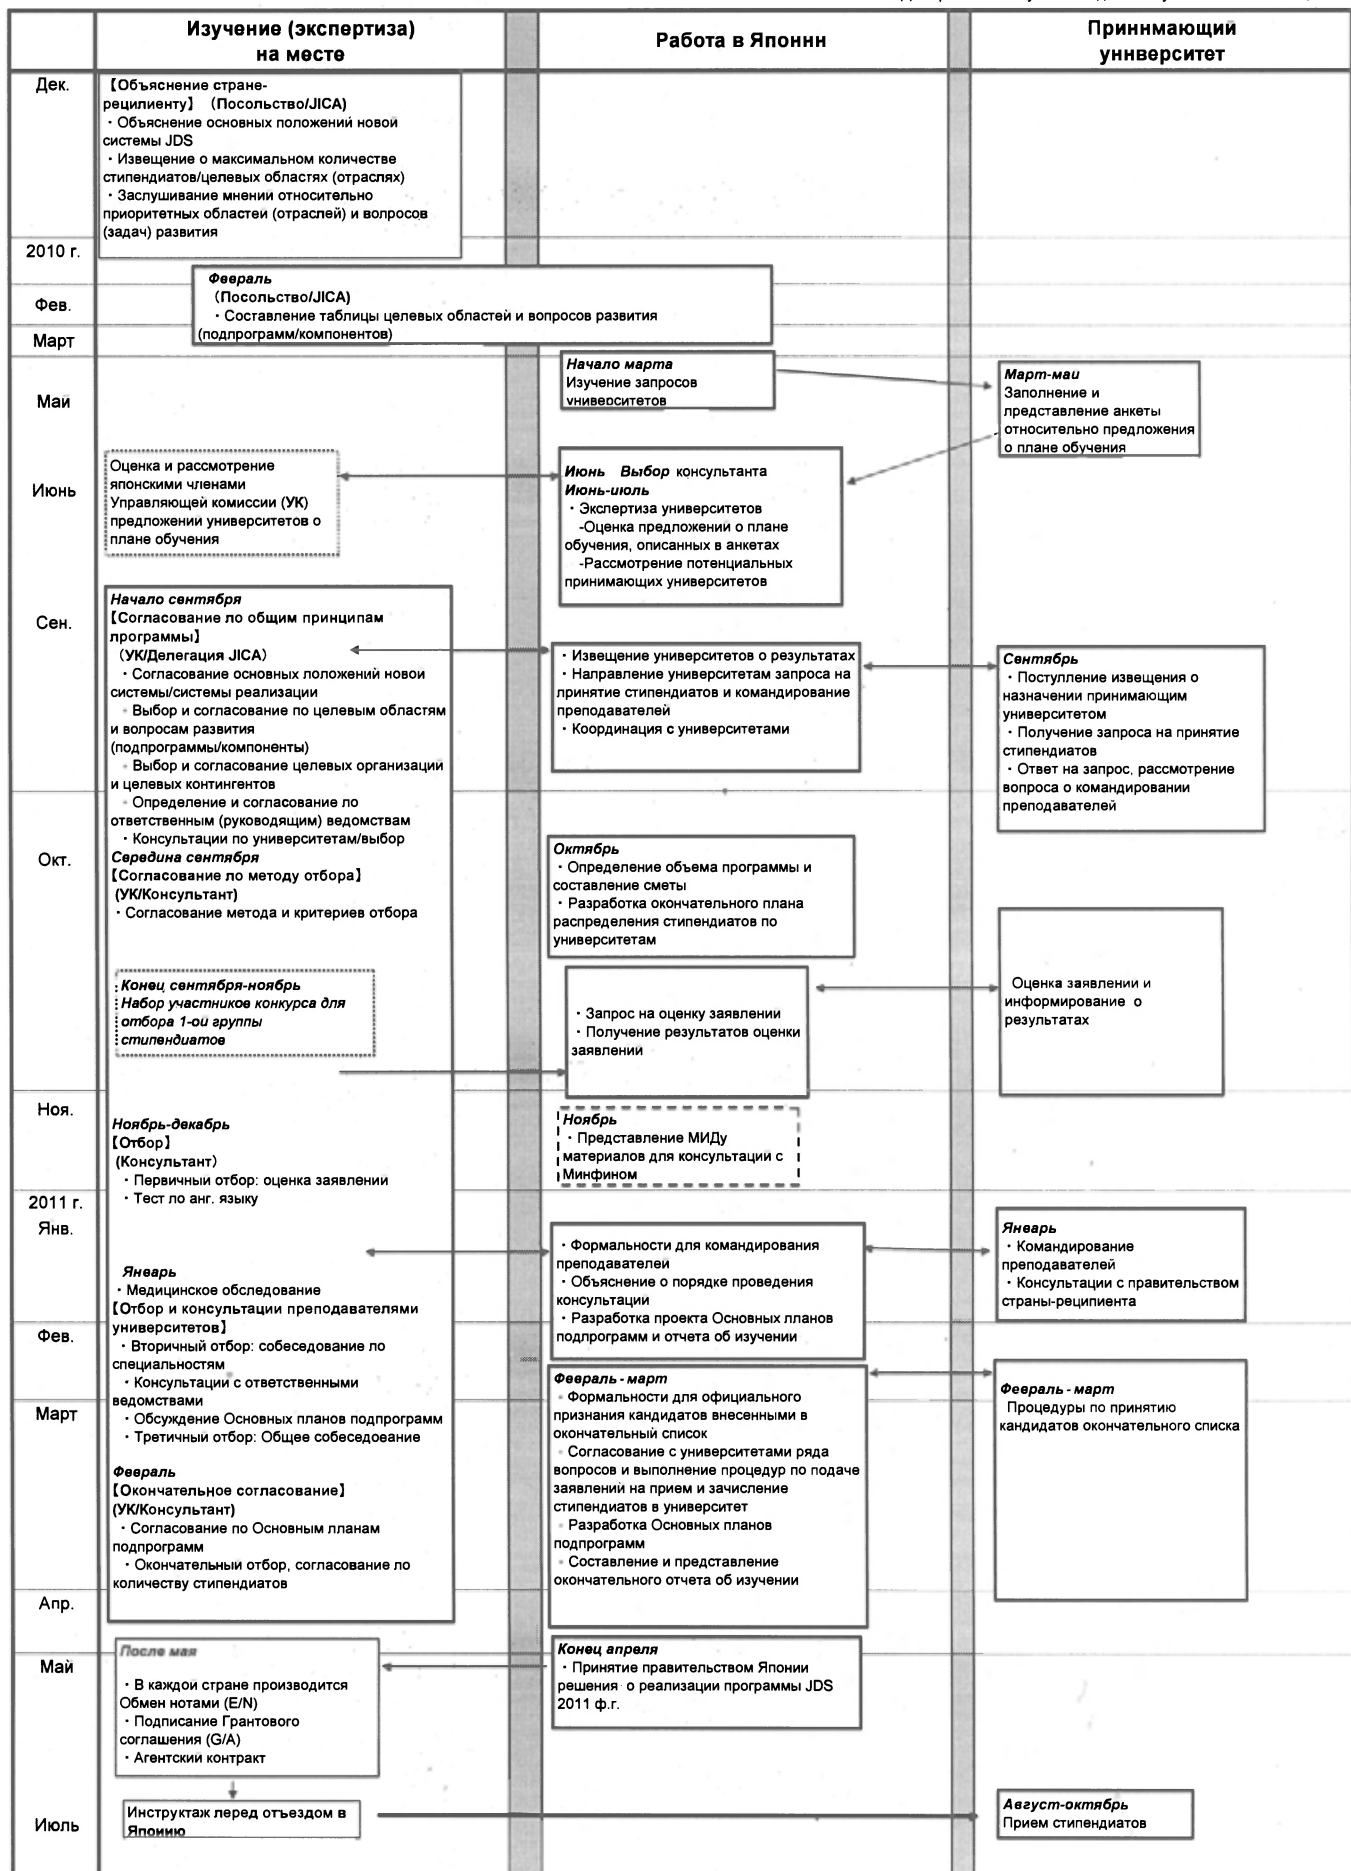 Изучение (экспертиза)
на месте
Работа в Японнн
Приннмающий
уннверситет
Дек.
【Объяснение стране-
рецилиенту】 (Посольство/JICA)
・Объяснение основных положений новой
системы JDS
・Извещение о максимальном количестве
стипендиатов/целевых областях (отраслях)
・Заслушивание мнений относительно
приоритетных областей (отраслей) и вопросов
(задач) развития
2010 г.
Февраль
(Посольство/JICA)
・Составление таблицы целевых областей и вопросов развития
(подпрограмм/компонентов)
Фев.
Март
Начало марта
Изучение запросов
университетов
Март-маи
Заполнение и
представление анкеты
относительно предложения
о плане обучения
Май
Оценка и рассмотрение
японскими членами
Управляющей комиссии (УК)
предложении университетов о
плане обучения
Июнь Выбор консультанта
Июнь-июль
・Экспертиза университетов
-Оценка предложений о плане
обучения, описанных в анкетах
-Рассмотрение потенциальных
принимающих университетов
Июнь
Сен.
Начало сентября
【Согласование ло общим принципам
лрограммы】
(УК/Делегация JICA)
・Согласование основных лоложений новой
системы/системы реализации
・Выбор и согласование по целевым областям
и вопросам развития
(подпрограммы/компоненты)
・Выбор и согласование целевых организации
и целевых контингентов
・Определение и согласование ло
ответственным (руководящим) ведомствам
・Консультации по университетам/выбор
Середина сентября
【Согласование ло методу отбора】
(УК/Консультант)
・Согласование метода и критериев отбора
・Извещение университетов о результатах
・Направление университетам запроса на
принятие стипендиатов и командирование
преподавателей
・Координация с университетами
Сентябрь
・Поступление извещения о
назначении принимающим
университетом
・Получение запроса на принятие
стипендиатов
・Ответ на запрос, рассмотрение
вопроса о командировании
преподавателей
Окт.
Октябрь
・Определение объема программы и
составление сметы
・Разработка окончательного плана
распределения стипендиатов по
университетам
Конец сентября-ноябрь
Набор участников конкурса для
отбора 1-ои группы
стипендиатов
・Запрос на оценку заявлении
・Получение результатов оценки
заявлении
Оценка заявлении и
информирование о
результатах
Ноя.
Ноябрь-декабрь
【Отбор】
(Консультант)
・Первичный отбор: оценка заявлении
・Тест ло анг. языку
Ноябрь
・Представление МИДу
материалов для консультаций с
Минфином
2011 г.
Янв.
Январь
・Медицинское обследование
【Отбор и консультации преподавателями
университетов】
・Вторичный отбор: собеседование ло
специальностям
・Консультации с ответственными
ведомствами
・Обсуждение Основных планов подпрограмм
・Третичный отбор: Общее собеседование
・Формальности для командирования
преподавателей
・Объяснение о порядке проведения
консультации
・Разработка проекта Основных планов
подпрограмм и отчета об изучении
Январь
・Командирование
преподавателей
・Консультации с правительством
страны-реципиента
Фев.
Март
Февраль
【Окончательное согласование】
(УК/Консультант)
・Согласование по Основным лланам
подпрограмм
・Окончательный отбор, согласование ло
количеству стипендиатов
Февраль - март
・Формальности для официального
признания кандидатов внесенными в
окончательный список
・Согласование с университетами ряда
вопросов и выполнение процедур по подаче
заявлений на прием и зачисление
стипендиатов в университет
・Разработка Основных планов
подпрограмм
・Составление и представление
окончательного отчета об изучении
Февраль - март
Процедуры по принятию
кандидатов окончательного списка
Апр.
Май
После мая
・В каждой стране производится
Обмен нотами (E/N)
・Подписание Грантового
соглашения (G/A)
・Агентский контракт
Конец апреля
・Принятие правительством Японии
решения о реализации программы JDS
2011 ф.г.
Июль
Инструктаж леред отъездом в
Японию
Август-октябрь
Прием стипендиатов